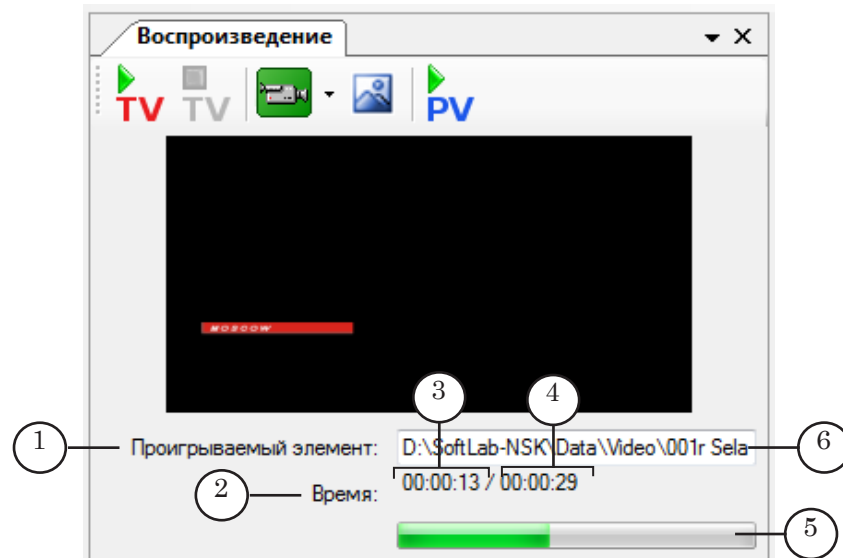 Воспроизведение
TV TV PV
MOSCOW
3 4
1 Проигрываемый элемент: D:\SoftLab-NSK\Data\Video\001r Sela 6
2 Время: 00:00:13 / 00:00:29
5